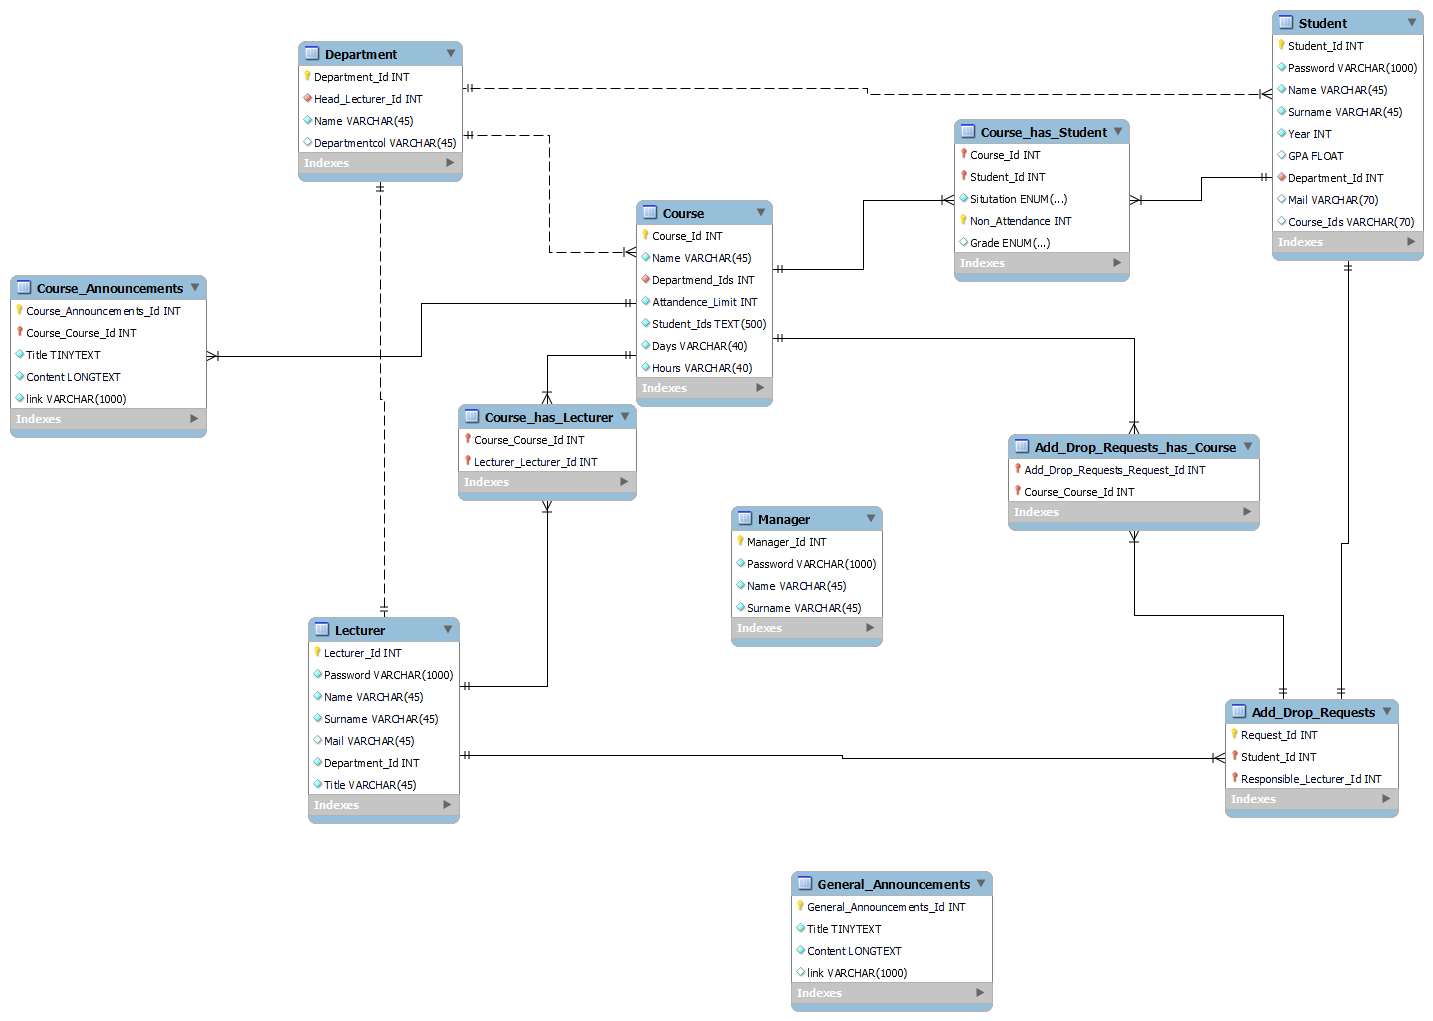 Department
Department_Id INT
Head_Lecturer_Id INT
Name VARCHAR(45)
Departmentcol VARCHAR(45)
Indexes
Student
Student_Id INT
Password VARCHAR(1000)
Name VARCHAR(45)
Surname VARCHAR(45)
Year INT
GPA FLOAT
Department_Id INT
Mail VARCHAR(70)
Course_Ids VARCHAR(70)
Indexes
Course_has_Student
Course_Id INT
Student_Id INT
Situtation ENUM(...)
Non_Attendance INT
Grade ENUM(...)
Indexes
Course
Course_Id INT
Name VARCHAR(45)
Departmend_Ids INT
Attandence_Limit INT
Student_Ids TEXT(500)
Days VARCHAR(40)
Hours VARCHAR(40)
Indexes
Course_Announcements
Course_Announcements_Id INT
Course_Course_Id INT
Title TINYTEXT
Content LONGTEXT
link VARCHAR(1000)
Indexes
Course_has_Lecturer
Course_Course_Id INT
Lecturer_Lecturer_Id INT
Indexes
Add_Drop_Requests_has_Course
Add_Drop_Requests_Request_Id INT
Course_Course_Id INT
Indexes
Manager
Manager_Id INT
Password VARCHAR(1000)
Name VARCHAR(45)
Surname VARCHAR(45)
Indexes
Lecturer
Lecturer_Id INT
Password VARCHAR(1000)
Name VARCHAR(45)
Surname VARCHAR(45)
Mail VARCHAR(45)
Department_Id INT
Title VARCHAR(45)
Indexes
Add_Drop_Requests
Request_Id INT
Student_Id INT
Responsible_Lecturer_Id INT
Indexes
General_Announcements
General_Announcements_Id INT
Title TINYTEXT
Content LONGTEXT
link VARCHAR(1000)
Indexes